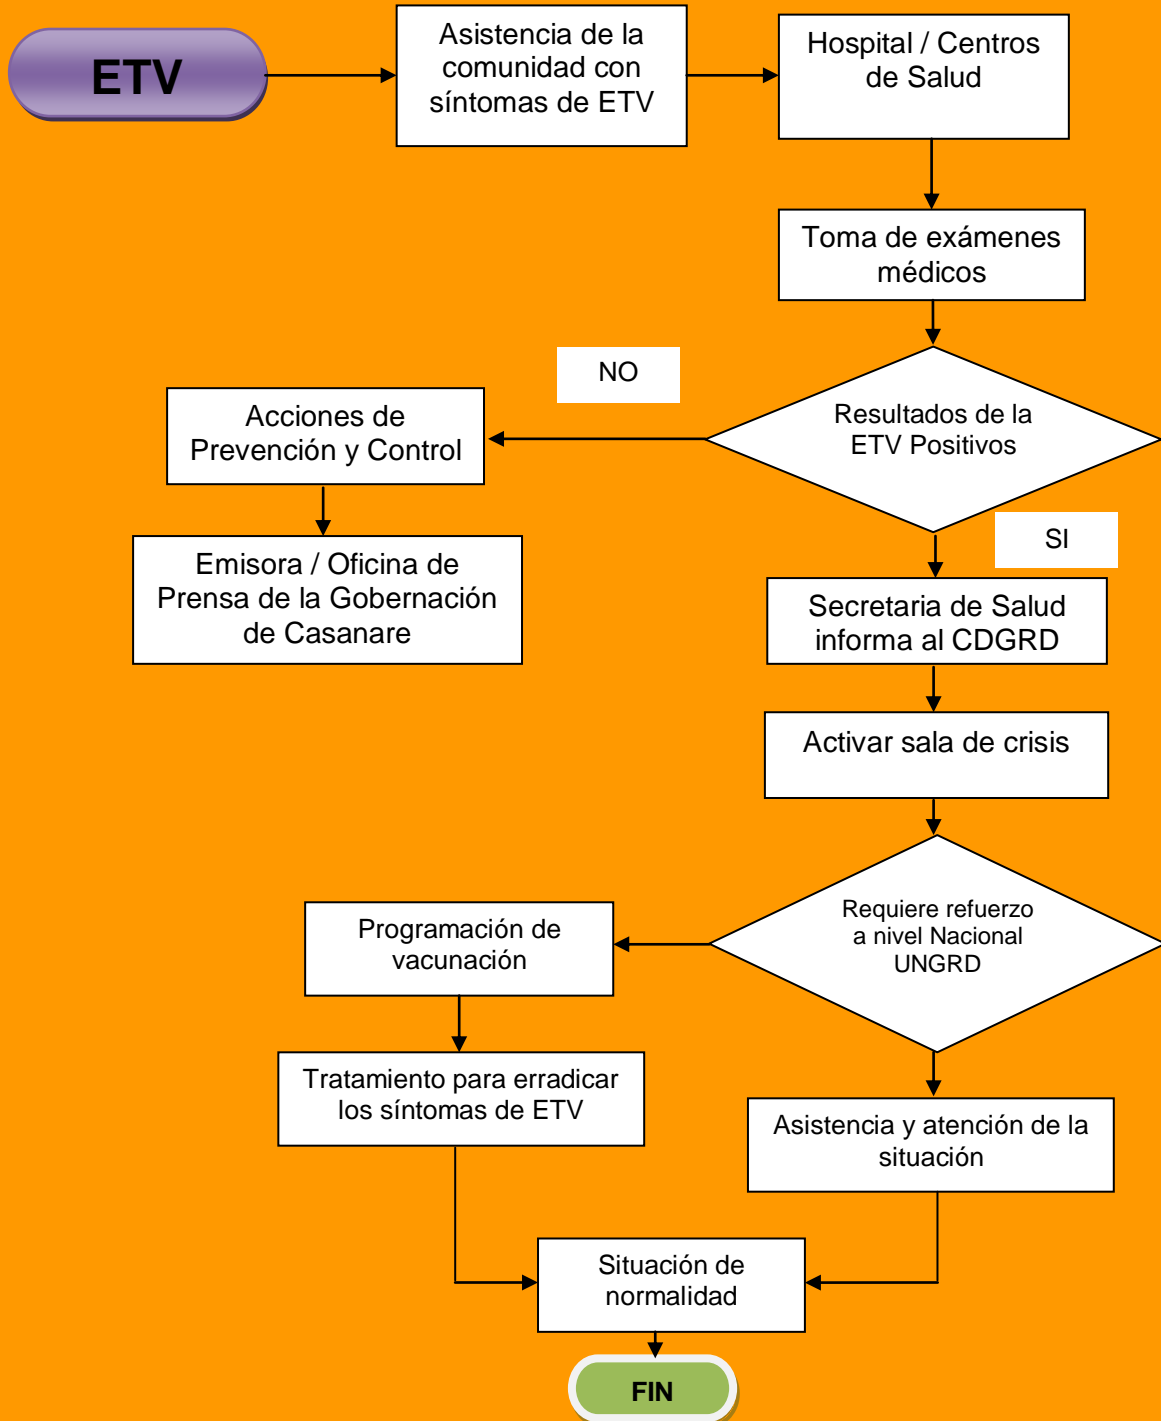 ETV
Asistencia de la
comunidad con
síntomas de ETV
Hospital / Centros
de Salud
Toma de exámenes
médicos
NO
Resultados de la
ETV Positivos
Acciones de
Prevención y Control
SI
Emisora / Oficina de
Prensa de la Gobernación
de Casanare
Secretaria de Salud
informa al CDGRD
Activar sala de crisis
Requiere refuerzo
a nivel Nacional
UNGRD
Programación de
vacunación
Tratamiento para erradicar
los síntomas de ETV
Asistencia y atención de la
situación
Situación de
normalidad
FIN